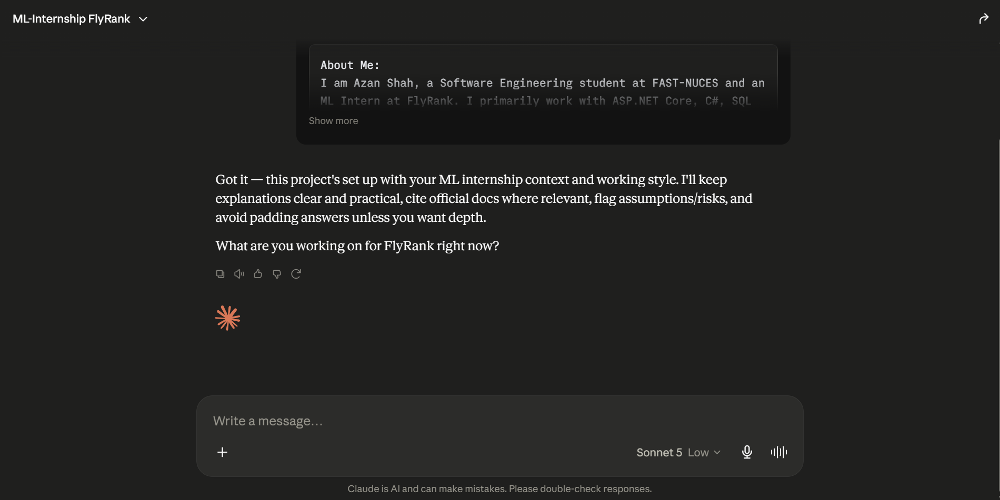 ML-Internship FlyRank
About Me:
I am Azan Shah, a Software Engineering student at FAST-NUCES and an
ML Intern at FlyRank. I primarily work with ASP.NET Core, C#, SQL
Show more
Got it — this project's set up with your ML internship context and working style. I'll keep
explanations clear and practical, cite official docs where relevant, flag assumptions/risks, and
avoid padding answers unless you want depth.
What are you working on for FlyRank right now?
Write a message...
Sonnet 5 Low
Claude is AI and can make mistakes. Please double-check responses.